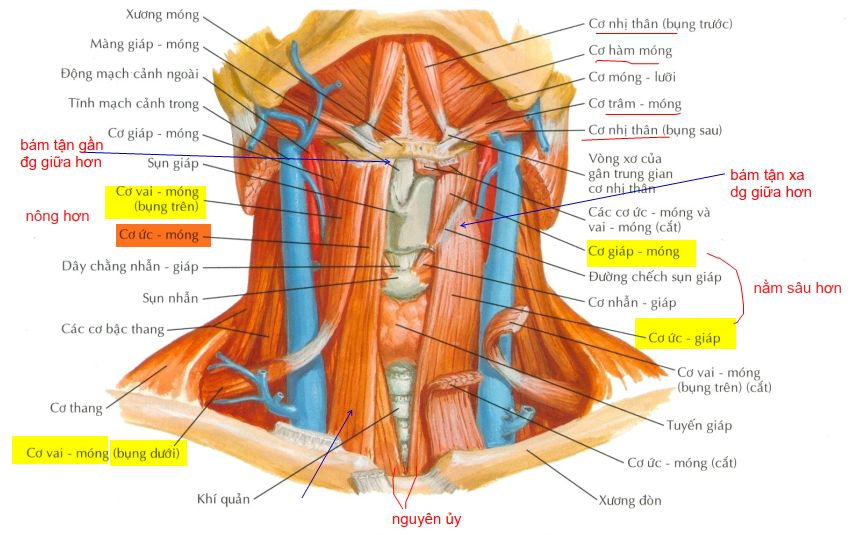 Xương móng
Màng giáp - móng
Động mạch cảnh ngoài
Tĩnh mạch cảnh trong
Cơ giáp - móng
bám tận gần
đg giữa hơn
Sụn giáp
Cơ vai - móng
(bụng trên)
nông hơn
Cơ ức - móng
Dây chằng nhẫn - giáp
Sụn nhẫn
Các cơ bậc thang
Cơ thang
Cơ vai - móng (bụng dưới)
Khí quản
nguyên ủy
Cơ nhị thân (bụng trước)
Cơ hàm móng
Cơ móng - lưỡi
Cơ trâm - móng
Cơ nhị thân (bụng sau)
Vòng xơ của
gân trung gian
cơ nhị thân
bám tận xa
dg giữa hơn
Các cơ ức - móng và
vai - móng (cắt)
Cơ giáp - móng
Đường chếch sụn giáp
nằm sâu hơn
Cơ nhẫn - giáp
Cơ ức - giáp
Cơ vai - móng
(bụng trên) (cắt)
Tuyến giáp
Cơ ức - móng (cắt)
Xương đòn